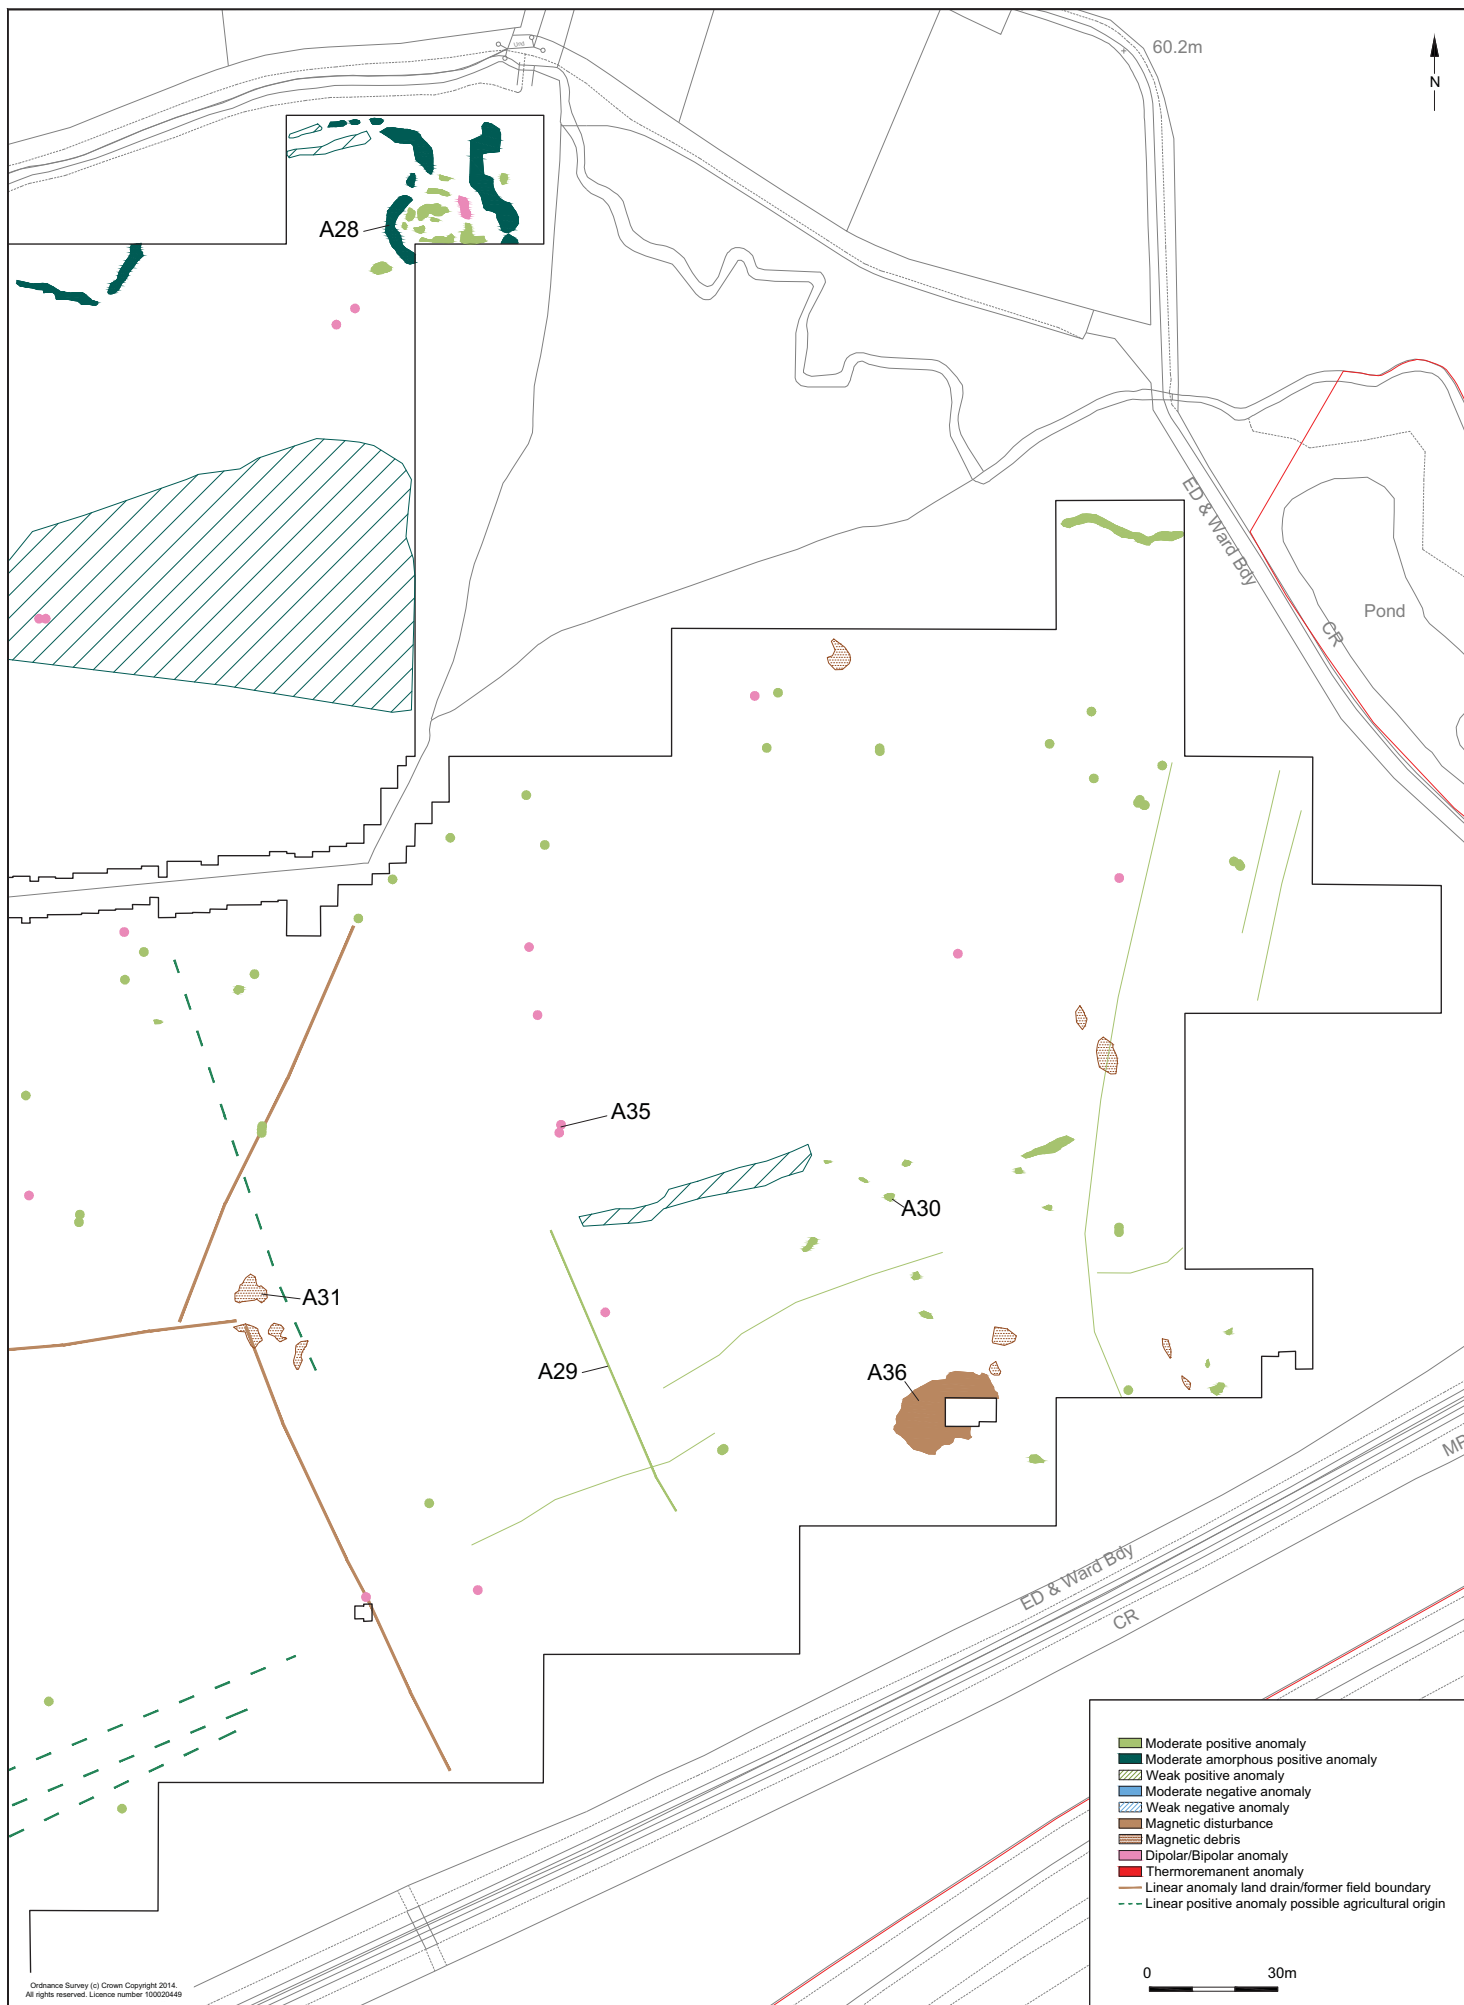 60.2m
N
Und
A28
ED & Ward Bdy
CR
Pond
A35
A30
A31
A29
A36
MP
ED & Ward Bdy
CR
Moderate positive anomaly
Moderate amorphous positive anomaly
Weak positive anomaly
Moderate negative anomaly
Weak negative anomaly
Magnetic disturbance
Magnetic debris
Dipolar/Bipolar anomaly
Thermoremanent anomaly
Linear anomaly land drain/former field boundary
Linear positive anomaly possible agricultural origin
0 30m
Ordnance Survey (c) Crown Copyright 2014.
All rights reserved. Licence number 100020449